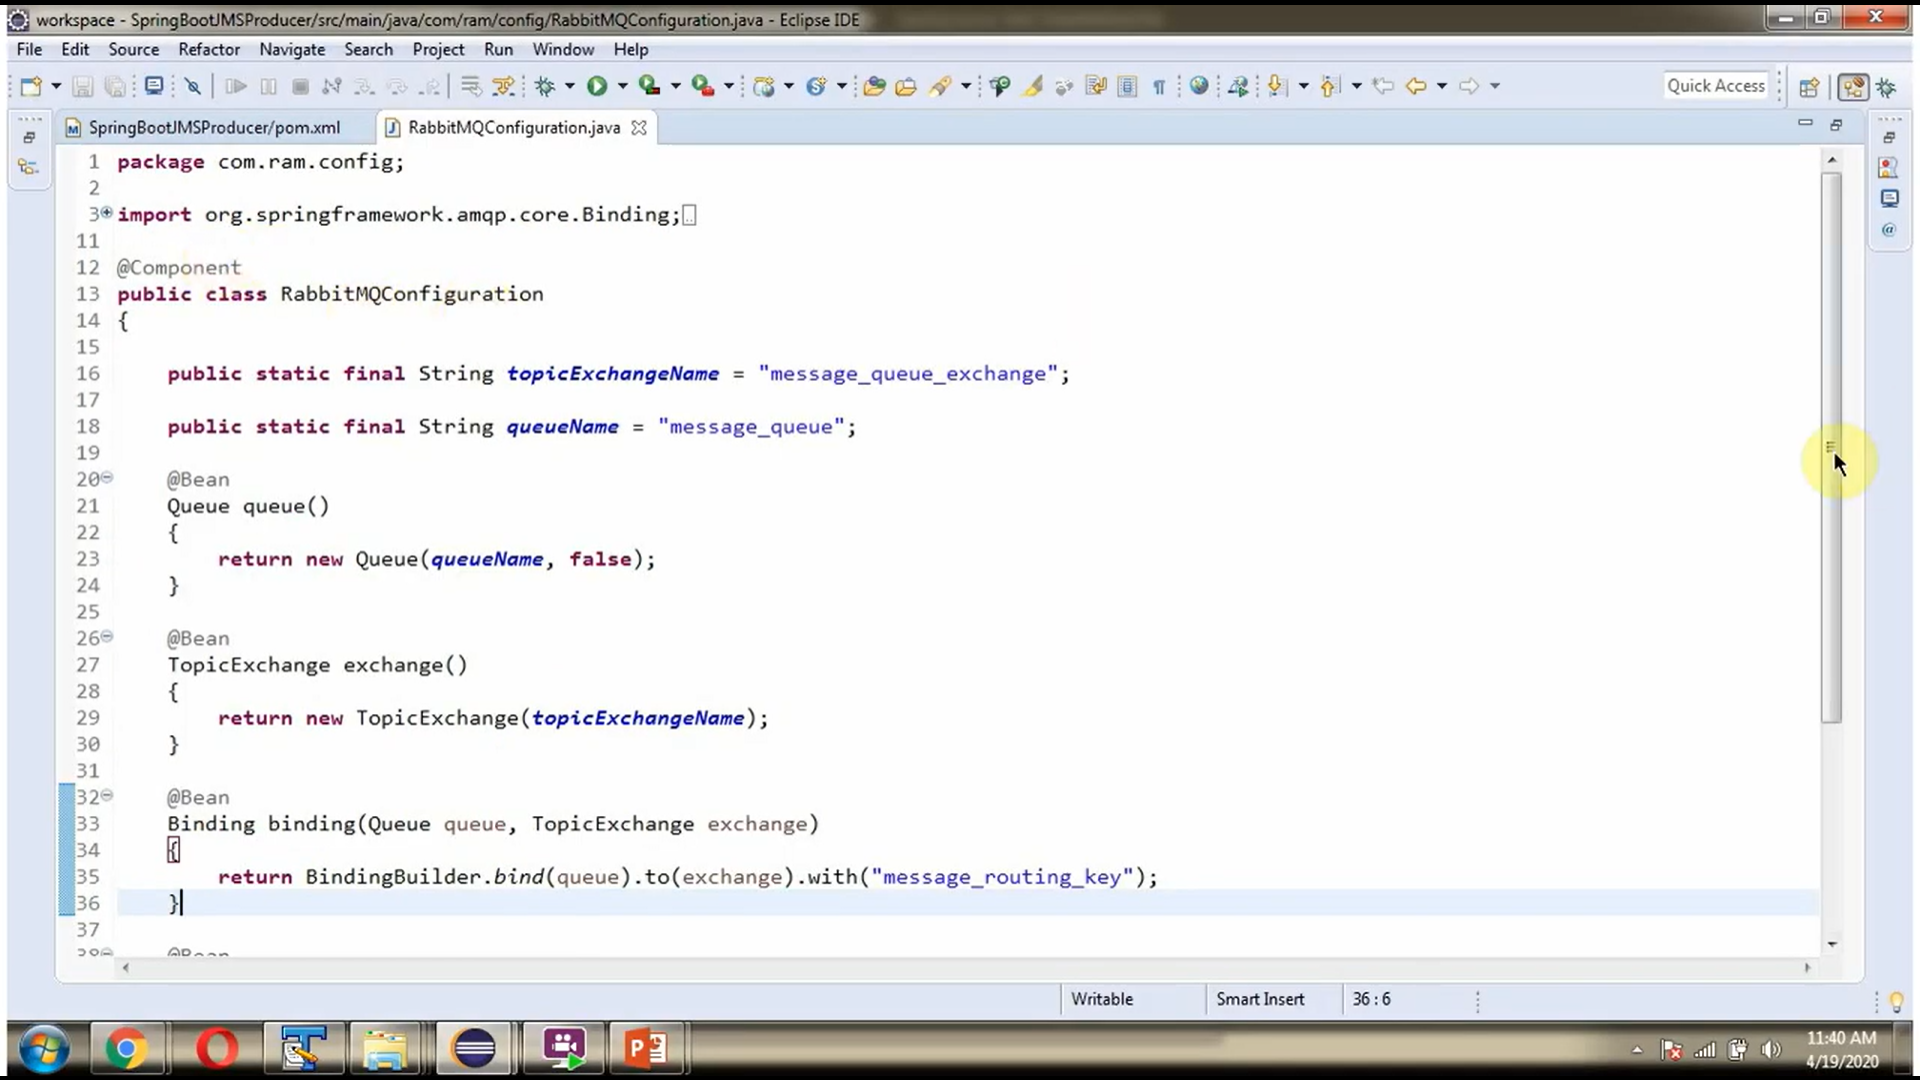 workspace - SpringBootJMSProducer/src/main/java/com/ram/config/RabbitMQConfiguration.java - Eclipse IDE
File Edit Source Refactor Navigate Search Project Run Window Help
Quick Access
SpringBootJMSProducer/pom.xml RabbitMQConfiguration.java
1 package com.ram.config;
2
3 import org.springframework.amqp.core.Binding;
11
12 @Component
13 public class RabbitMQConfiguration
14 {
15
16 public static final String topicExchangeName = "message_queue_exchange";
17
18 public static final String queueName = "message_queue";
19
20 @Bean
21 Queue queue()
22 {
23 return new Queue(queueName, false);
24 }
25
26 @Bean
27 TopicExchange exchange()
28 {
29 return new TopicExchange(topicExchangeName);
30 }
31
32 @Bean
33 Binding binding(Queue queue, TopicExchange exchange)
34 {
35 return BindingBuilder.bind(queue).to(exchange).with("message_routing_key");
36 }
37
38 @Bean
Writable Smart Insert 36 : 6
11:40 AM
4/19/2020